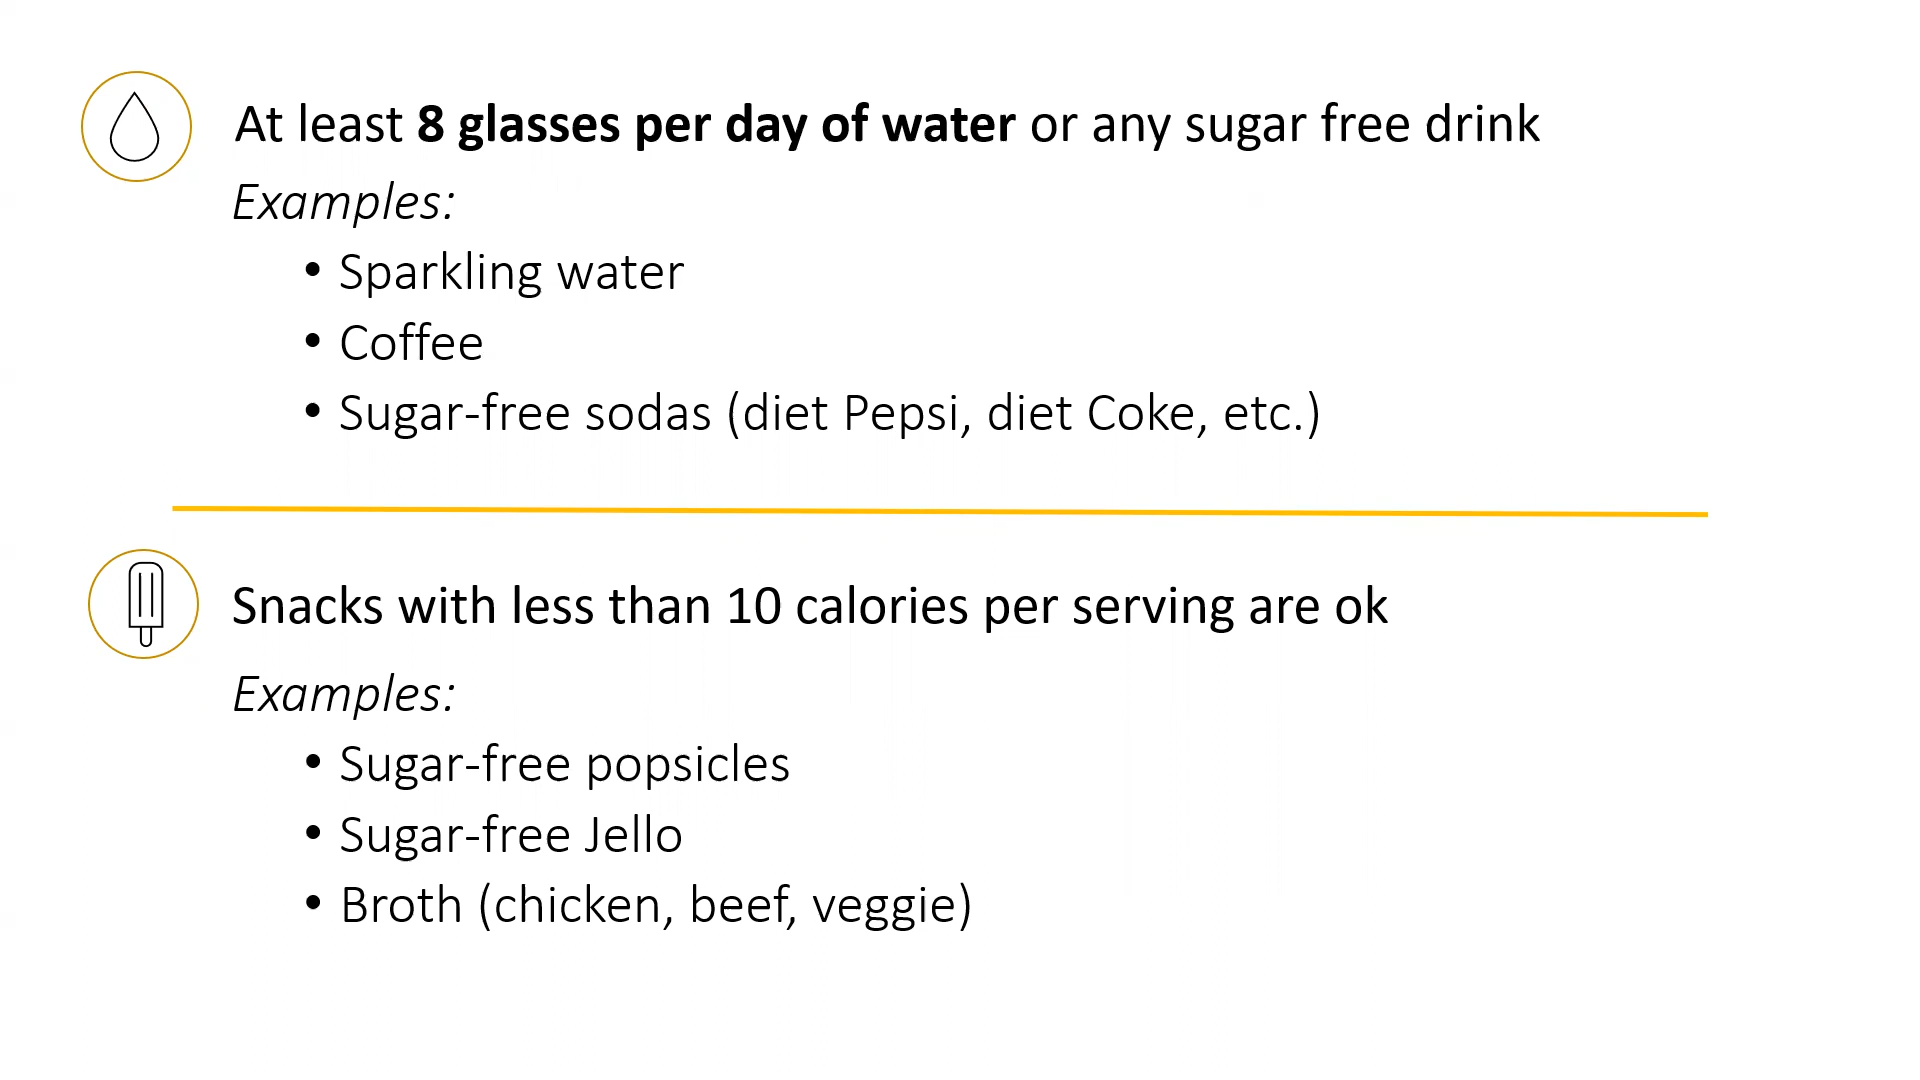 At least 8 glasses per day of water or any sugar free drink
Examples:
• Sparkling water
• Coffee
• Sugar-free sodas (diet Pepsi, diet Coke, etc.)
Snacks with less than 10 calories per serving are ok
Examples:
• Sugar-free popsicles
• Sugar-free Jello
• Broth (chicken, beef, veggie)